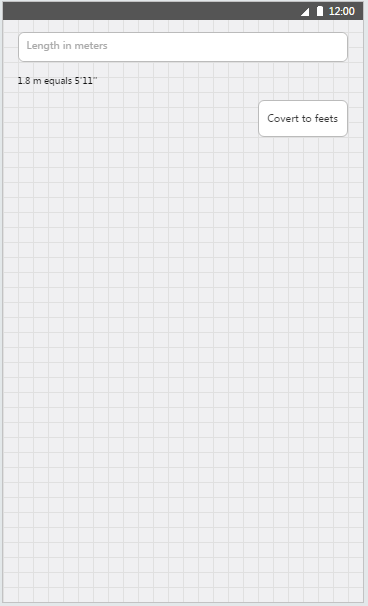 12:00
Length in meters
1.8 m equals 5'11''
Covert to feets